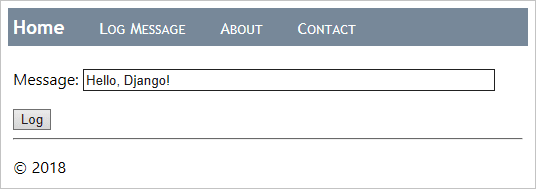 Home Log Message About Contact
Message: Hello, Django!
Log
© 2018